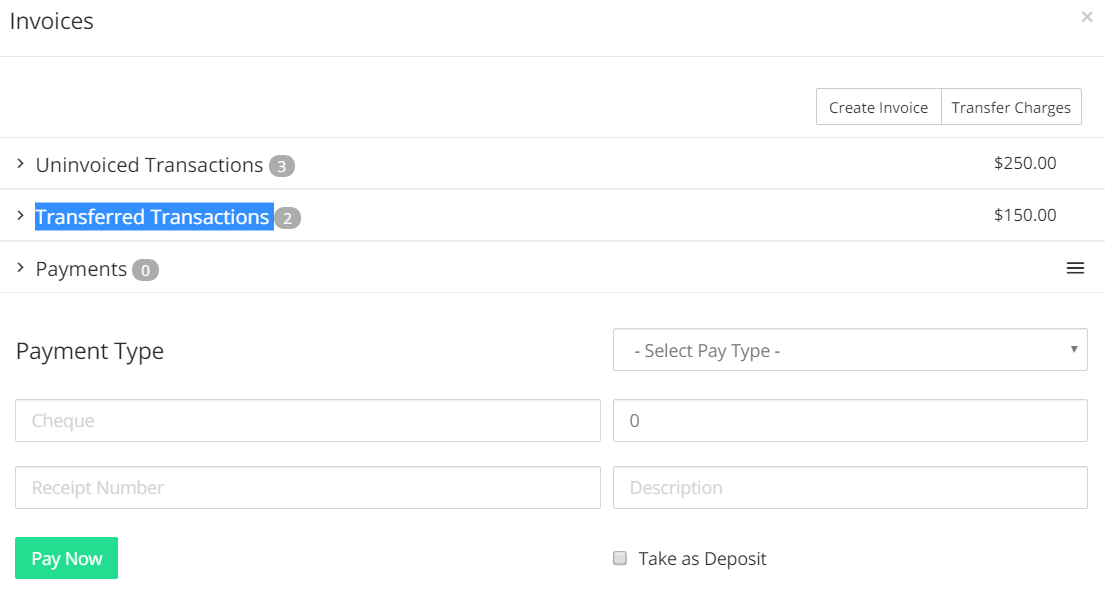 Invoices ×
Create Invoice Transfer Charges
Uninvoiced Transactions 3 $250.00
Transferred Transactions 2 $150.00
Payments 0
Payment Type - Select Pay Type -
Cheque 0
Receipt Number Description
Pay Now Take as Deposit